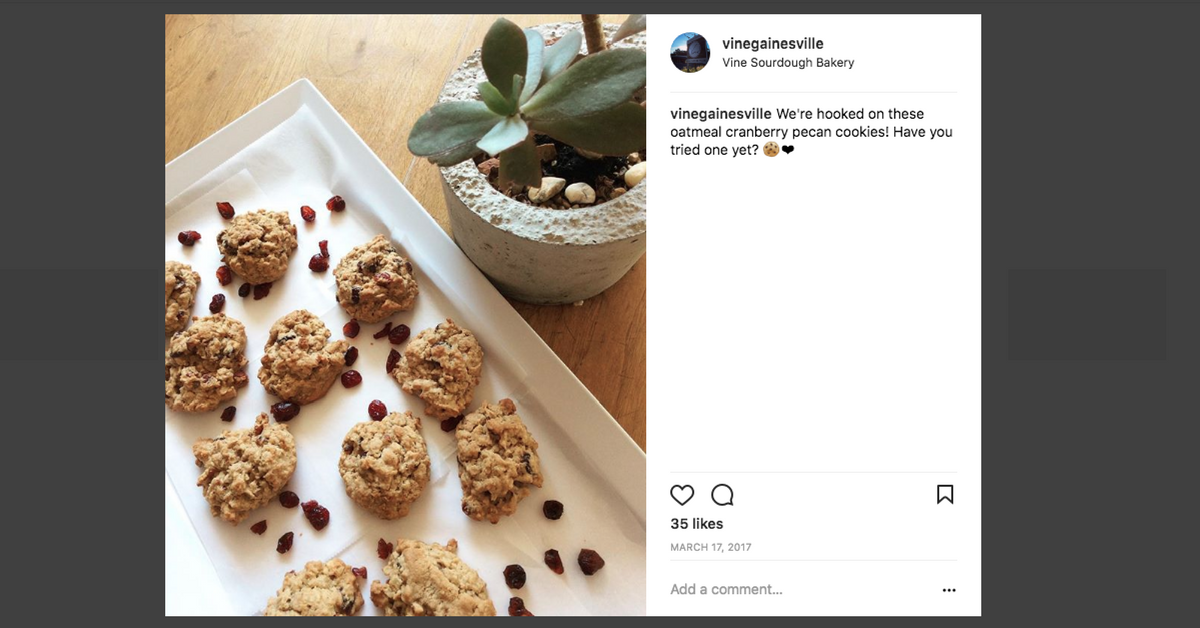 vinegainesville
Vine Sourdough Bakery
vinegainesville We're hooked on these
oatmeal cranberry pecan cookies! Have you
tried one yet? 🍪❤
35 likes
MARCH 17, 2017
Add a comment...